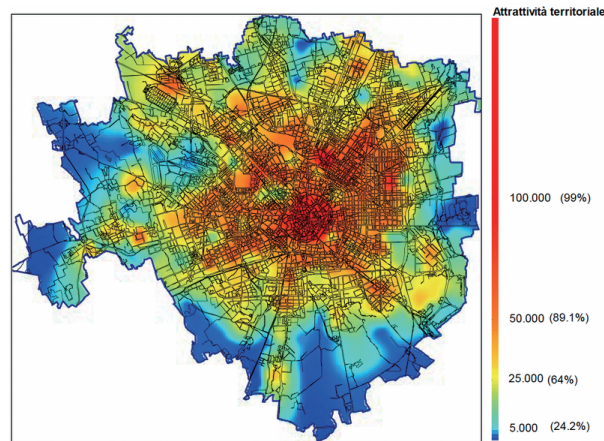 Attrattività territoriale
100.000 (99%)
50.000 (89.1%)
25.000 (64%)
5.000 (24.2%)